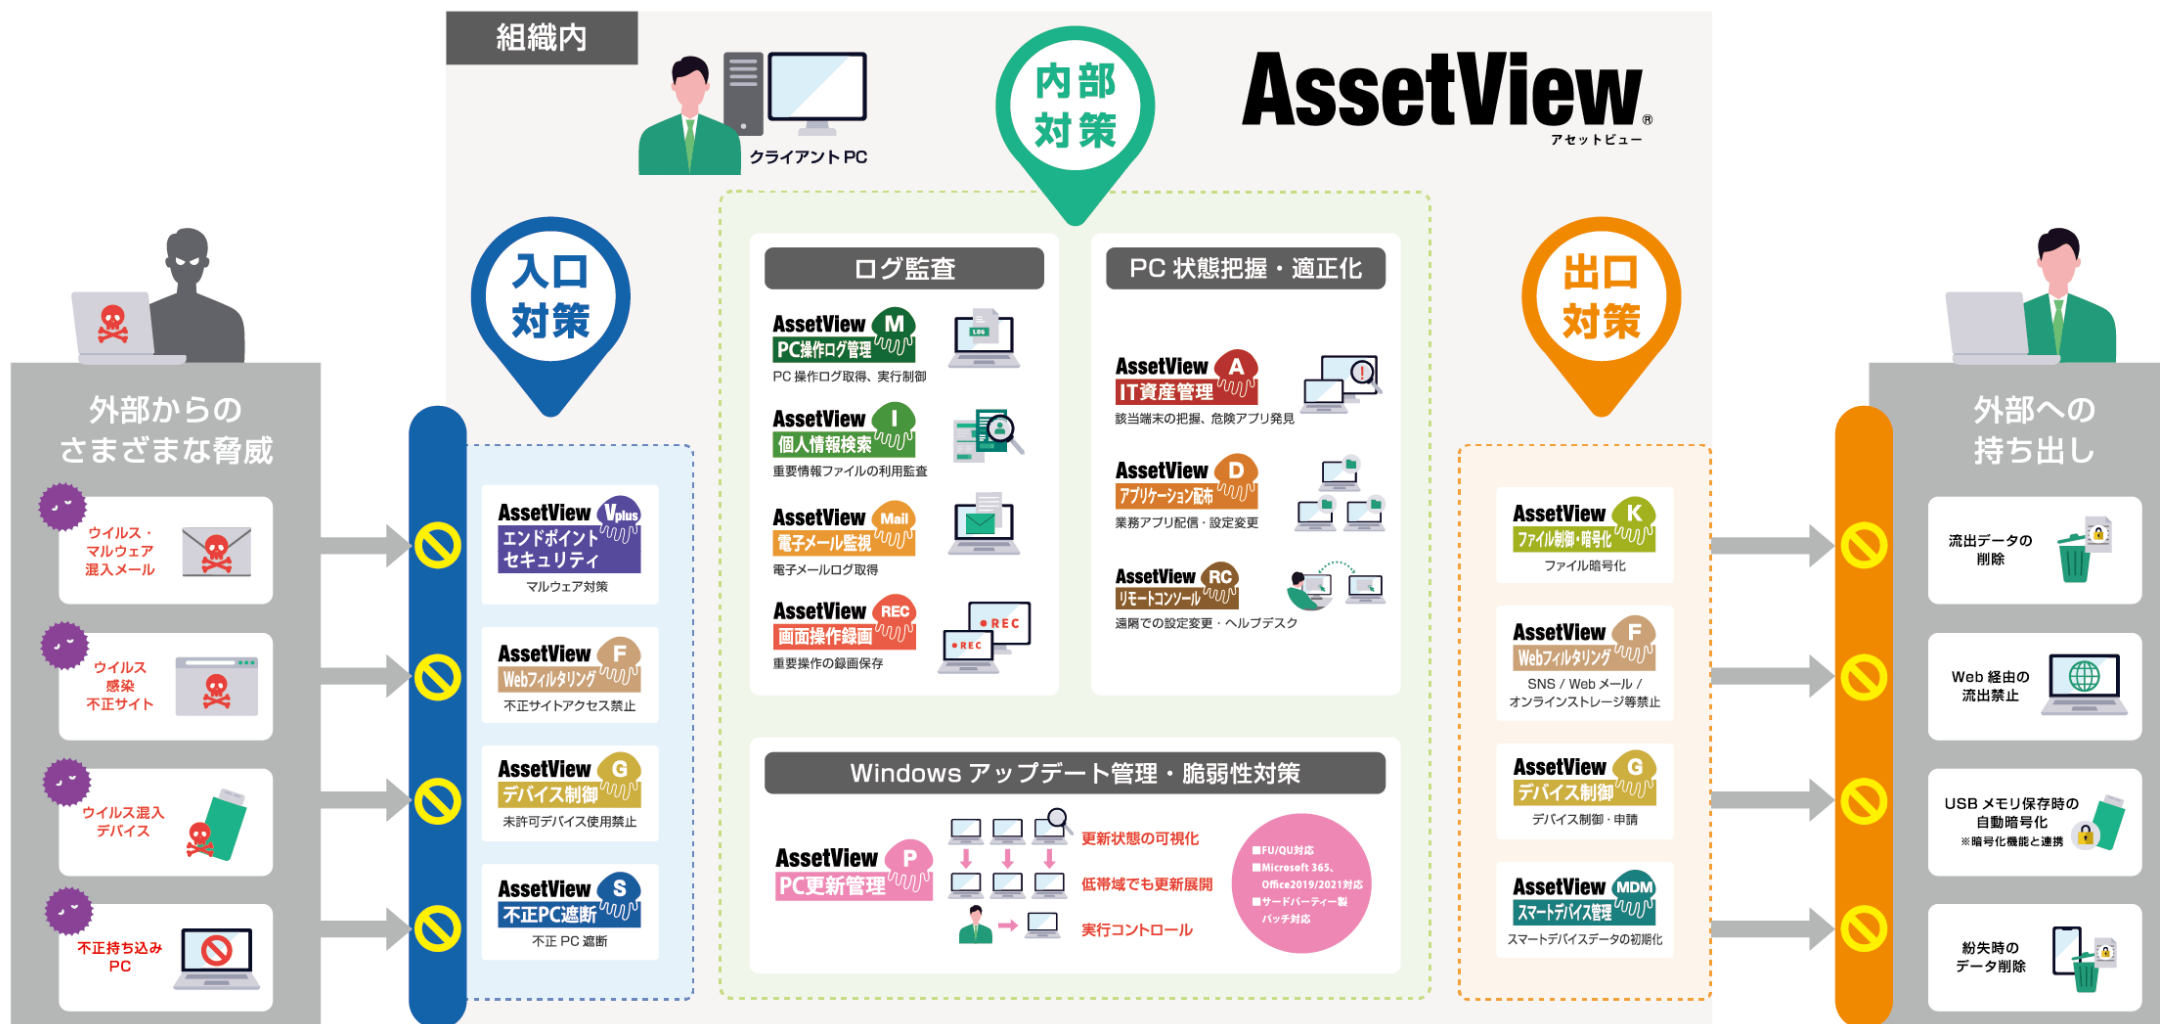 組織内
クライアントPC
内部
対策
AssetView®
アセットビュー
外部からの
さまざまな脅威
ウイルス・
マルウェア
混入メール
ウイルス
感染
不正サイト
ウイルス混入
デバイス
不正持ち込み
PC
入口
対策
AssetView Vplus
エンドポイント
セキュリティ
マルウェア対策
AssetView F
Webフィルタリング
不正サイトアクセス禁止
AssetView G
デバイス制御
未許可デバイス使用禁止
AssetView S
不正PC遮断
不正PC遮断
ログ監査
AssetView M
PC操作ログ管理
PC操作ログ取得、実行制御
LOG
AssetView I
個人情報検索
重要情報ファイルの利用監査
AssetView Mail
電子メール監視
電子メールログ取得
AssetView REC
画面操作録画
重要操作の録画保存
●REC
●REC
PC状態把握・適正化
AssetView A
IT資産管理
該当端末の把握、危険アプリ発見
AssetView D
アプリケーション配布
業務アプリ配信・設定変更
AssetView RC
リモートコンソール
遠隔での設定変更・ヘルプデスク
Windowsアップデート管理・脆弱性対策
AssetView P
PC更新管理
更新状態の可視化
低帯域でも更新展開
実行コントロール
■FU/QU対応
■Microsoft 365、
Office2019/2021対応
■サードパーティー製
パッチ対応
出口
対策
AssetView K
ファイル制御・暗号化
ファイル暗号化
AssetView F
Webフィルタリング
SNS / Webメール /
オンラインストレージ等禁止
AssetView G
デバイス制御
デバイス制御・申請
AssetView MDM
スマートデバイス管理
スマートデバイスデータの初期化
外部への
持ち出し
流出データの
削除
Web経由の
流出禁止
USBメモリ保存時の
自動暗号化
※暗号化機能と連携
紛失時の
データ削除